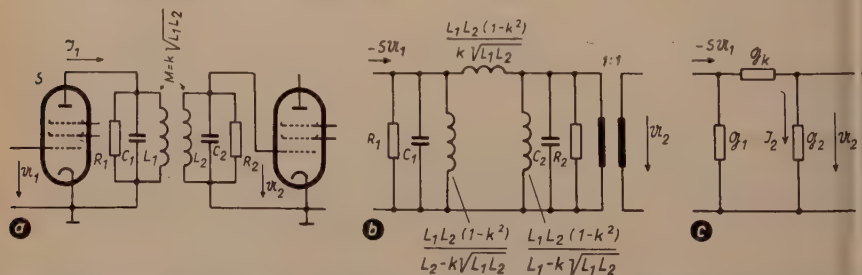 𝔍₁
S
M=k√L₁L₂
R₁
C₁
L₁
L₂
C₂
R₂
𝔘₁
𝔘₂
a
-S𝔘₁
L₁L₂(1-k²)
k√L₁L₂
1:1
R₁
C₁
C₂
R₂
𝔘₂
b
L₁L₂(1-k²)
L₂-k√L₁L₂
L₁L₂(1-k²)
L₁-k√L₁L₂
-S𝔘₁
𝔤k
𝔤₁
𝔍₂
𝔤₂
𝔘₂
c